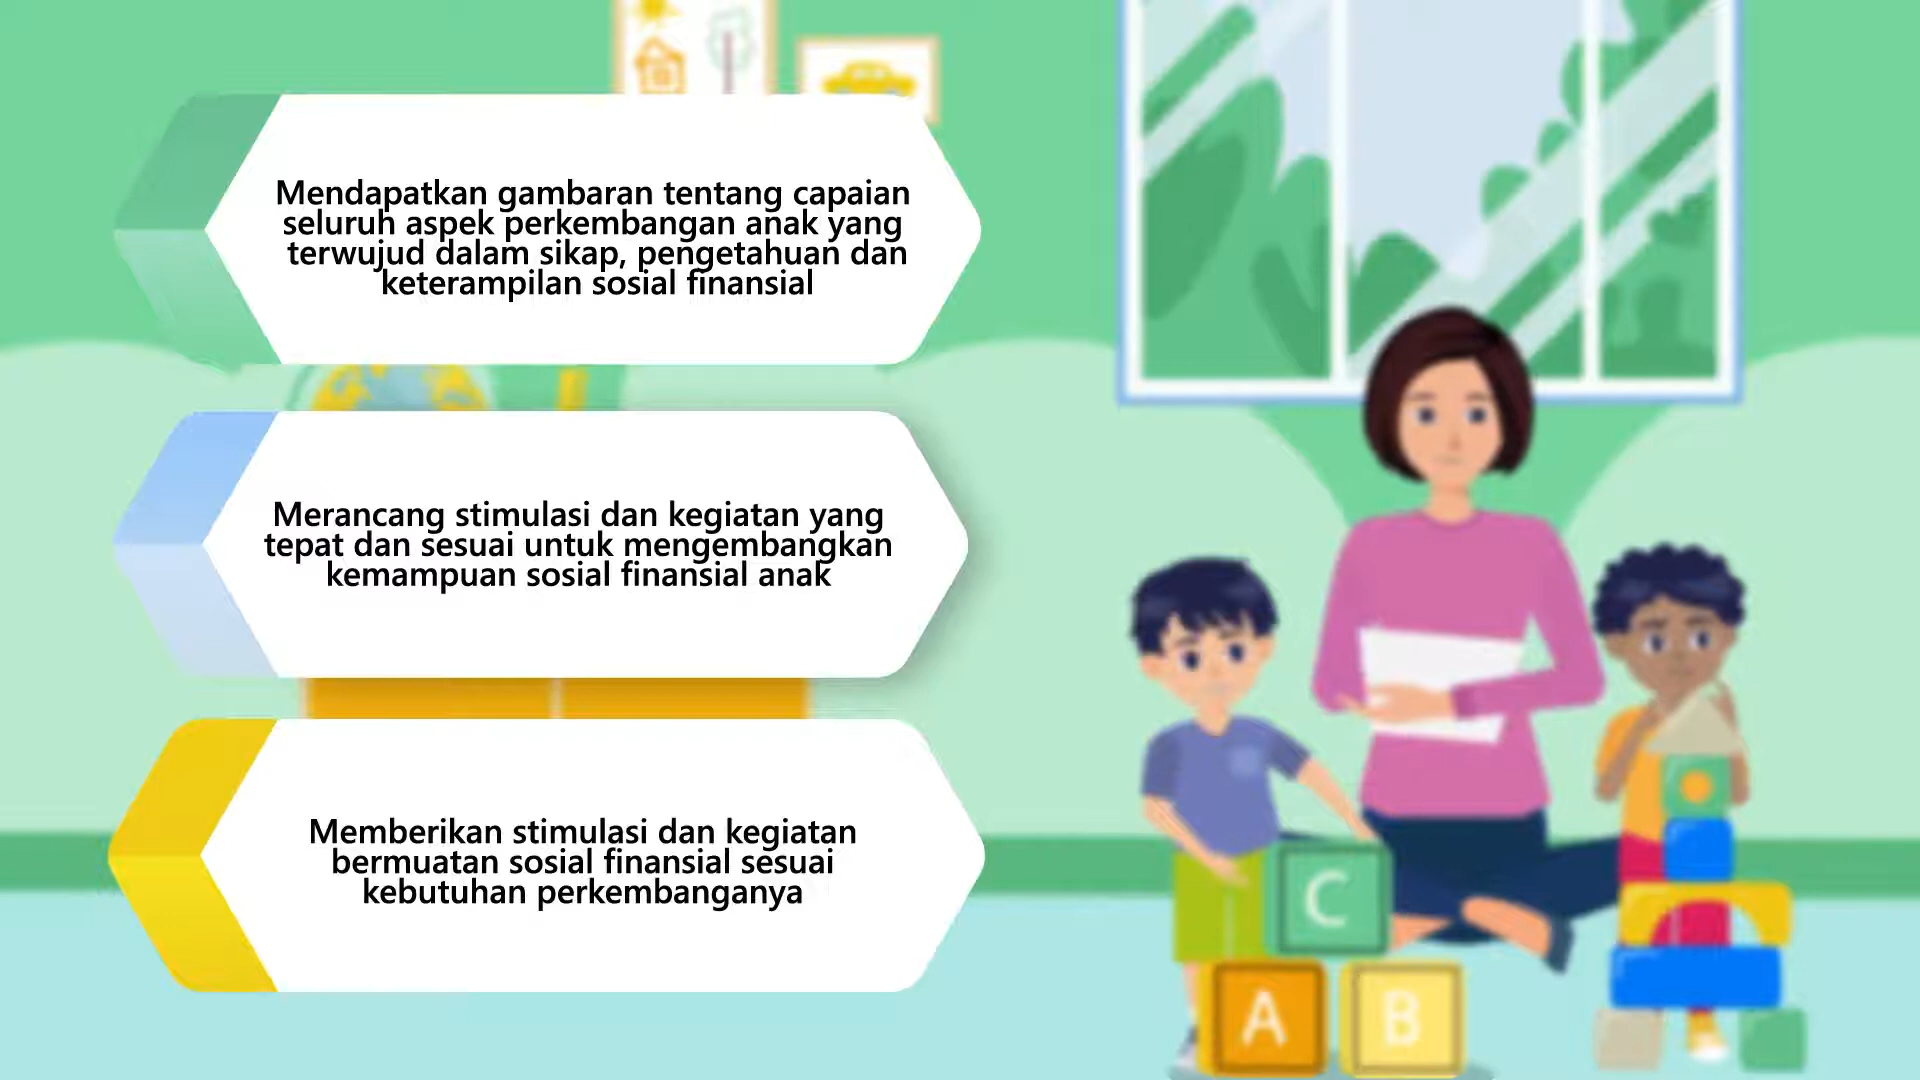 Mendapatkan gambaran tentang capaian
seluruh aspek perkembangan anak yang
terwujud dalam sikap, pengetahuan dan
keterampilan sosial finansial
Merancang stimulasi dan kegiatan yang
tepat dan sesuai untuk mengembangkan
kemampuan sosial finansial anak
Memberikan stimulasi dan kegiatan
bermuatan sosial finansial sesuai
kebutuhan perkembanganya
C
A B